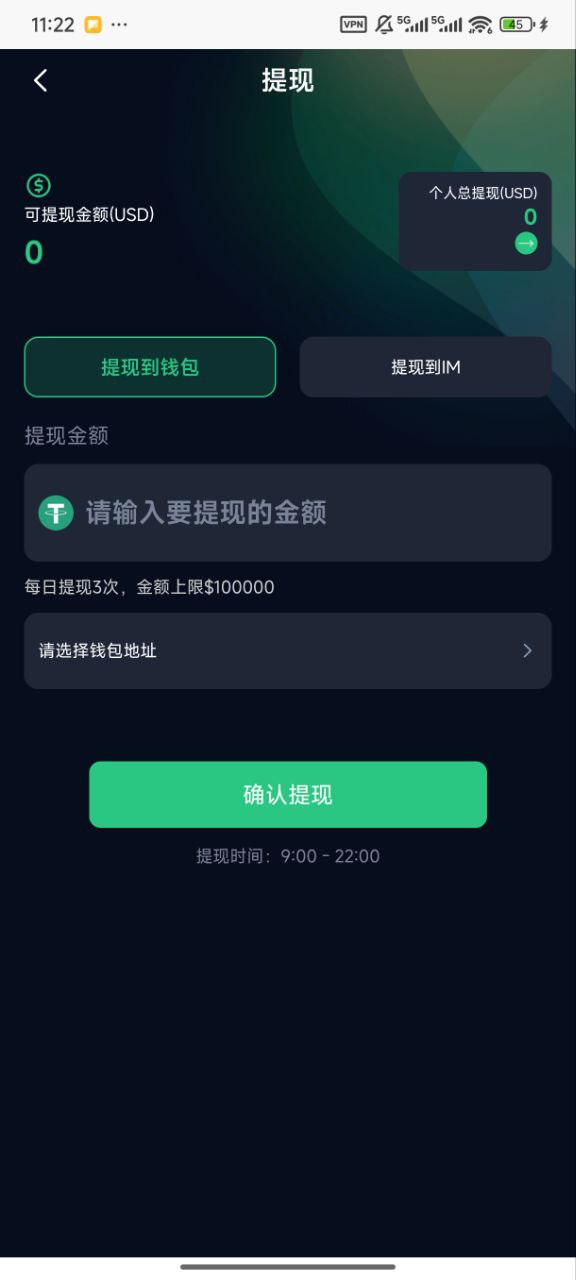 11:22 ···
VPN 5G 5G 6 45
提现
可提现金额(USD)
0
个人总提现(USD)
0
提现到钱包
提现到IM
提现金额
请输入要提现的金额
每日提现3次，金额上限$100000
请选择钱包地址
确认提现
提现时间：9:00 - 22:00